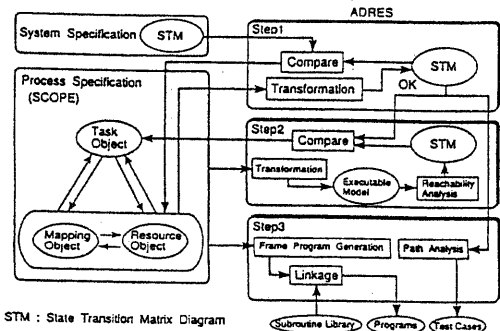 ADRES
System Specification
STM
Step1
Compare
STM
Transformation
OK
Process Specification
(SCOPE)
Task
Object
Mapping
Object
Resource
Object
Step2
Compare
STM
Transformation
Executable
Model
Reachability
Analysis
Step3
Frame Program Generation
Path Analysis
Linkage
STM : State Transition Matrix Diagram
Subroutine Library
Programs
Test Cases